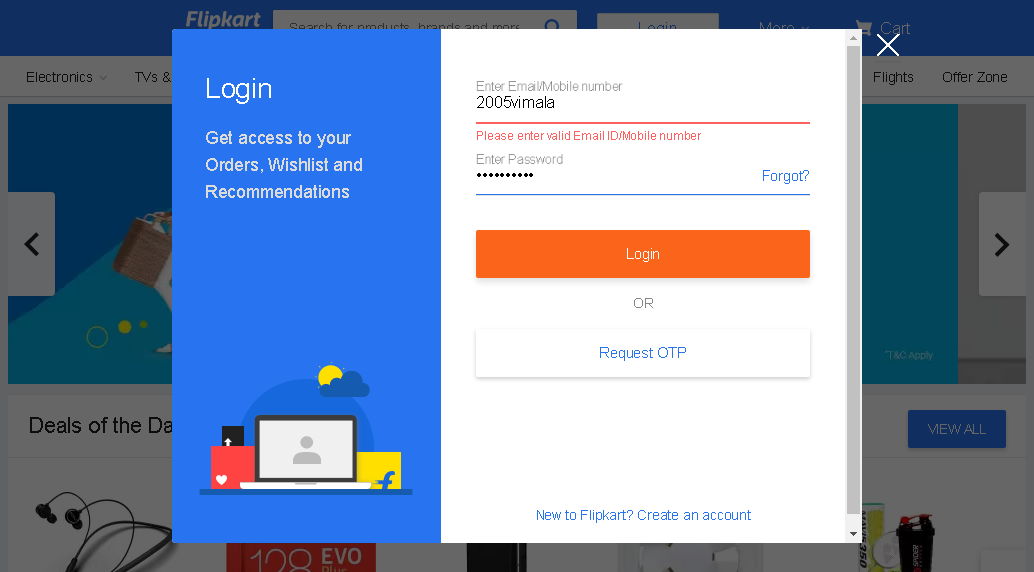 Flipkart
Search for products, brands and more
Login
More
Cart
Electronics
TVs &
Flights
Offer Zone
Login
Get access to your
Orders, Wishlist and
Recommendations
Enter Email/Mobile number
2005vimala
Please enter valid Email ID/Mobile number
Enter Password
••••••••••
Forgot?
Login
OR
Request OTP
New to Flipkart? Create an account
*T&C Apply
Deals of the Da
VIEW ALL
128 EVO
Plus